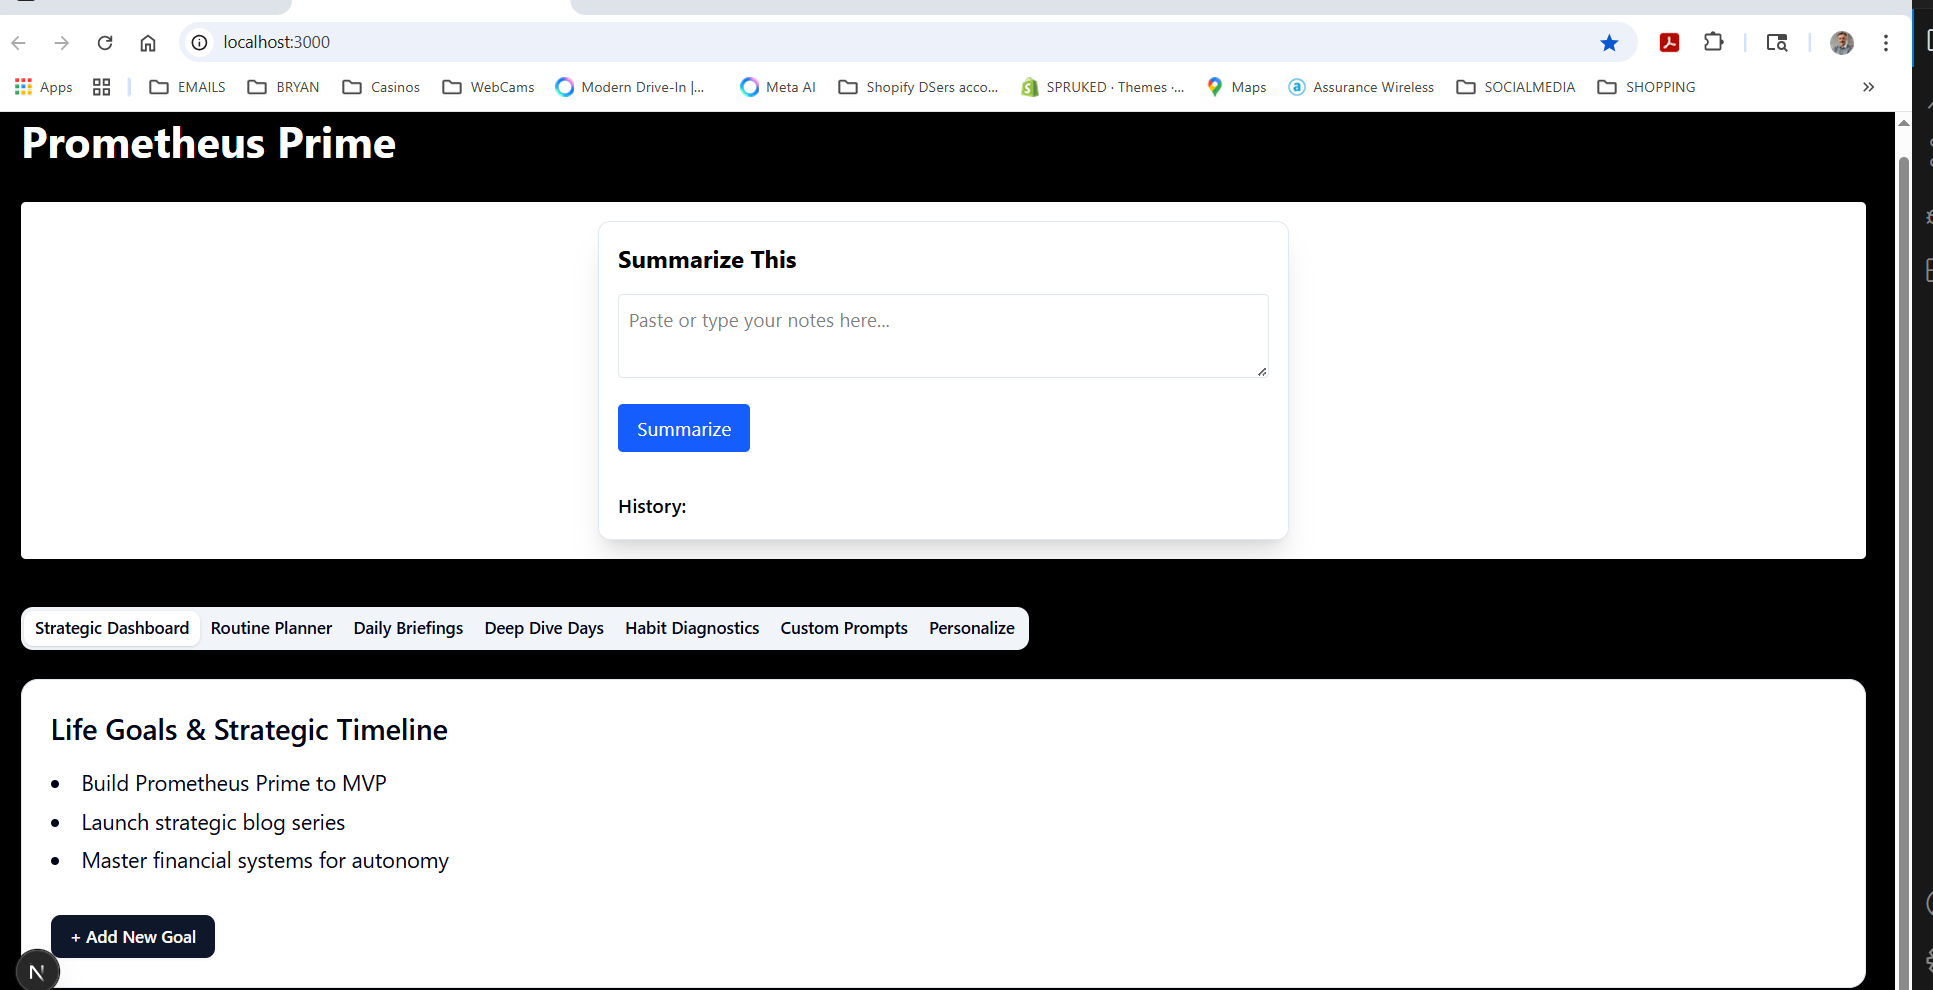 localhost:3000
Apps EMAILS BRYAN Casinos WebCams Modern Drive-In |... Meta AI Shopify DSers acco... SPRUKED · Themes ·... Maps Assurance Wireless SOCIALMEDIA SHOPPING »
Prometheus Prime
Summarize This
Paste or type your notes here...
Summarize
History:
Strategic Dashboard Routine Planner Daily Briefings Deep Dive Days Habit Diagnostics Custom Prompts Personalize
Life Goals & Strategic Timeline
• Build Prometheus Prime to MVP
• Launch strategic blog series
• Master financial systems for autonomy
+ Add New Goal
N